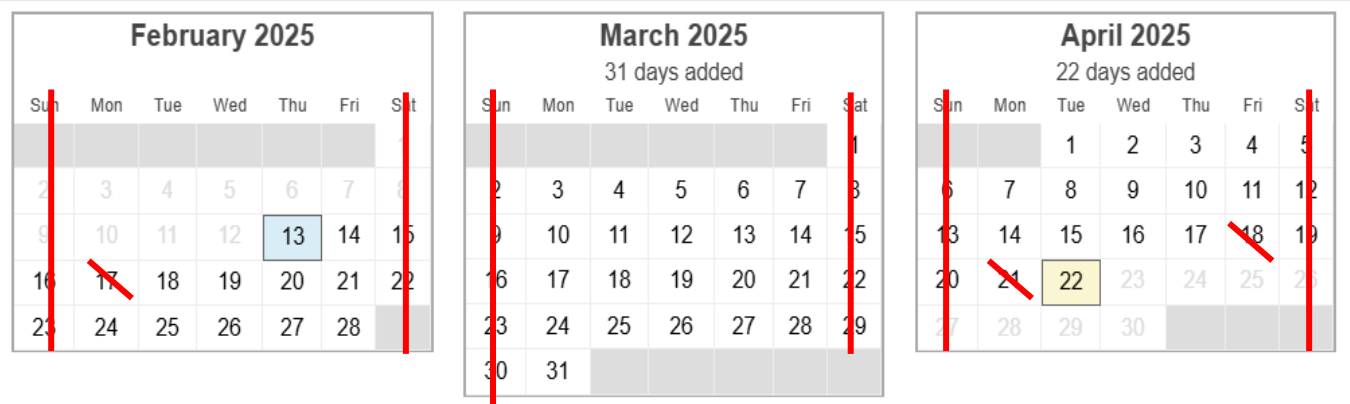 February 2025
Sun Mon Tue Wed Thu Fri Sat
1
2 3 4 5 6 7 8
9 10 11 12 13 14 15
16 17 18 19 20 21 22
23 24 25 26 27 28
March 2025
31 days added
Sun Mon Tue Wed Thu Fri Sat
1
2 3 4 5 6 7 8
9 10 11 12 13 14 15
16 17 18 19 20 21 22
23 24 25 26 27 28 29
30 31
April 2025
22 days added
Sun Mon Tue Wed Thu Fri Sat
1 2 3 4 5
6 7 8 9 10 11 12
13 14 15 16 17 18 19
20 21 22 23 24 25 26
27 28 29 30